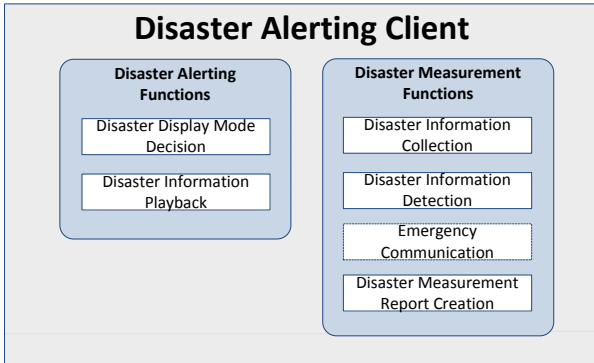 Disaster Alerting Client
Disaster Alerting
Functions
Disaster Display Mode
Decision
Disaster Information
Playback
Disaster Measurement
Functions
Disaster Information
Collection
Disaster Information
Detection
Emergency
Communication
Disaster Measurement
Report Creation